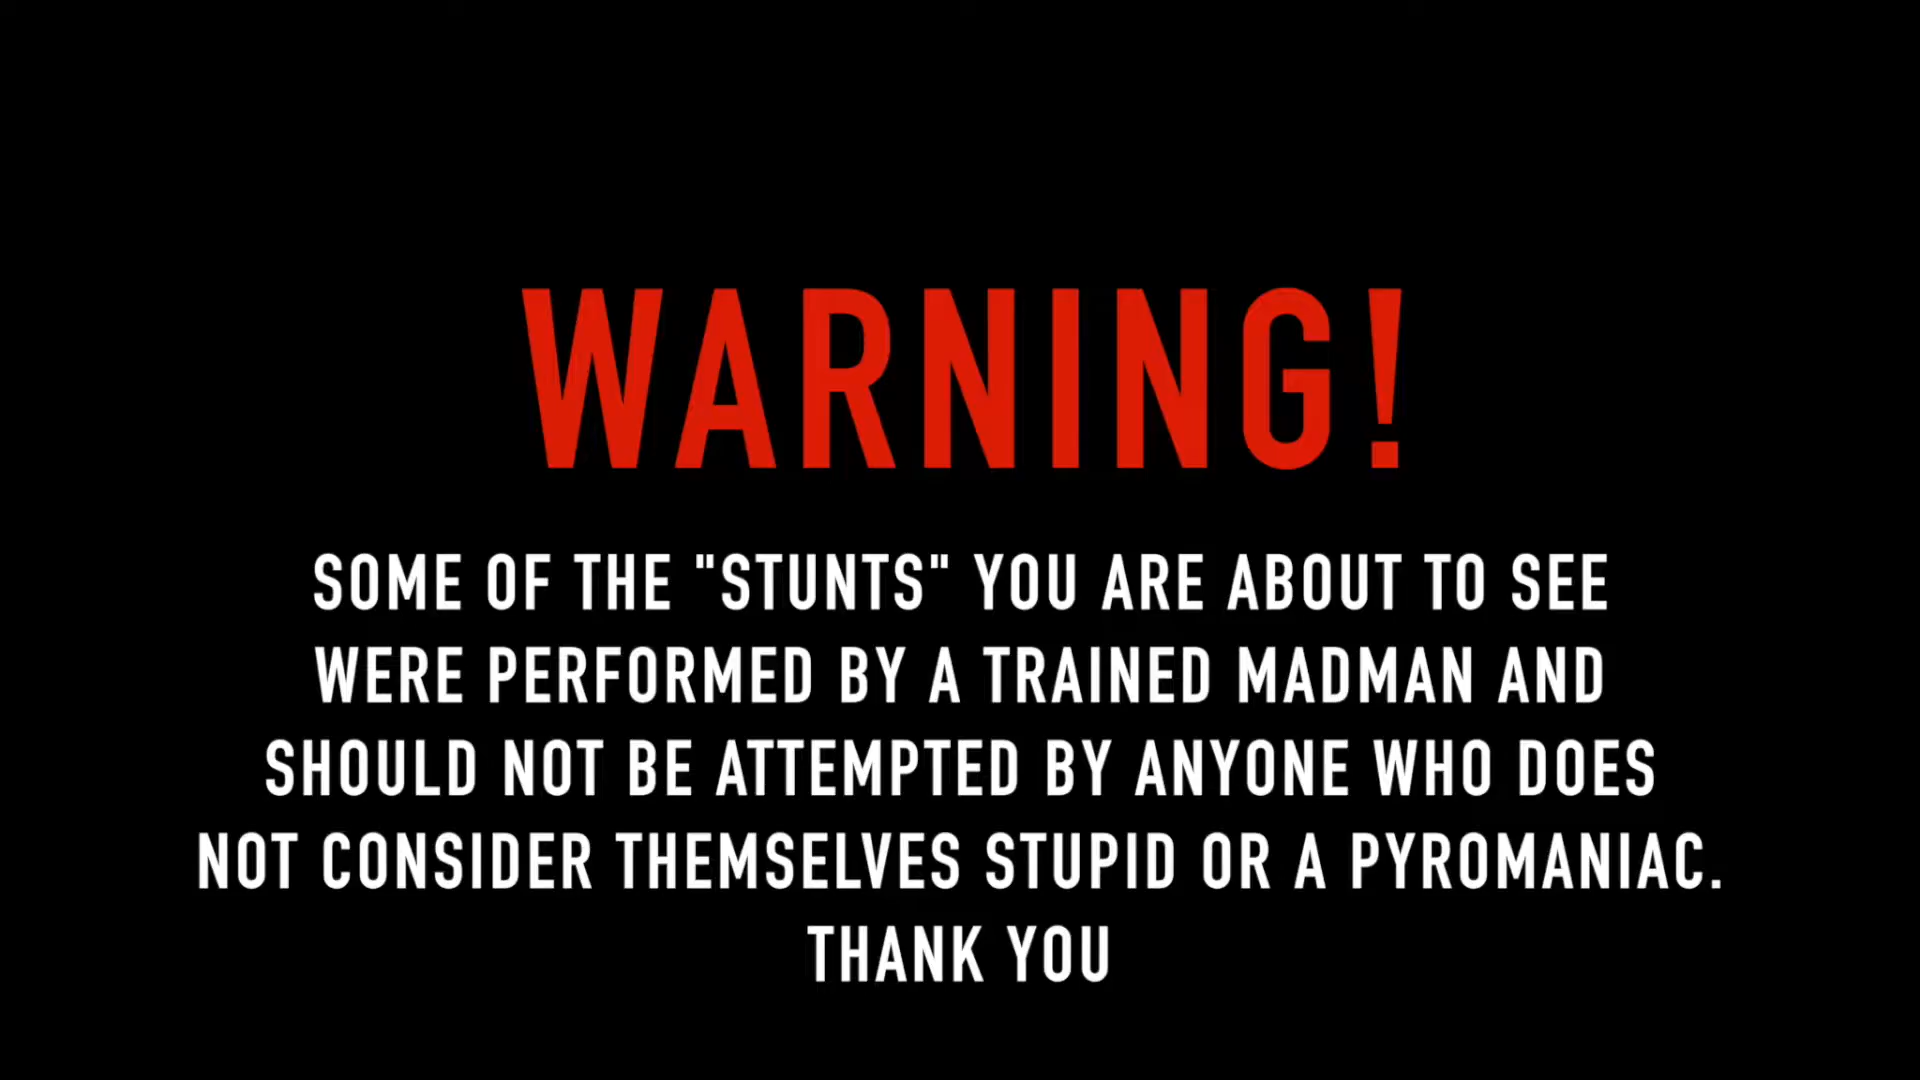 WARNING!
SOME OF THE "STUNTS" YOU ARE ABOUT TO SEE
WERE PERFORMED BY A TRAINED MADMAN AND
SHOULD NOT BE ATTEMPTED BY ANYONE WHO DOES
NOT CONSIDER THEMSELVES STUPID OR A PYROMANIAC.
THANK YOU